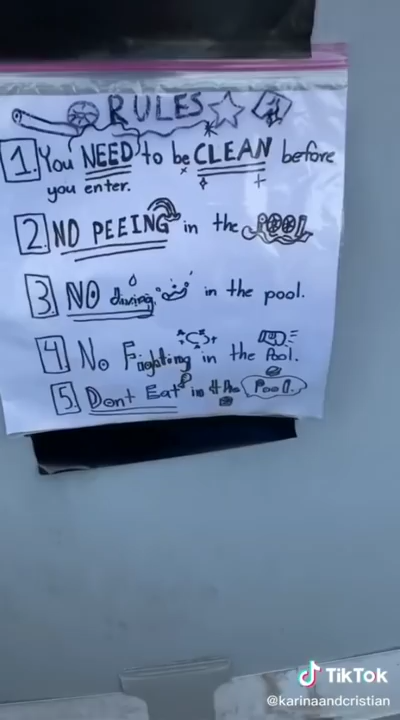 RULES
1. You NEED to be CLEAN before
you enter.
2. NO PEEING in the POOL
3. NO diving in the pool.
4. No Fighting in the Pool.
5. Dont Eat in the Pool.
TikTok
@karinaandcristian